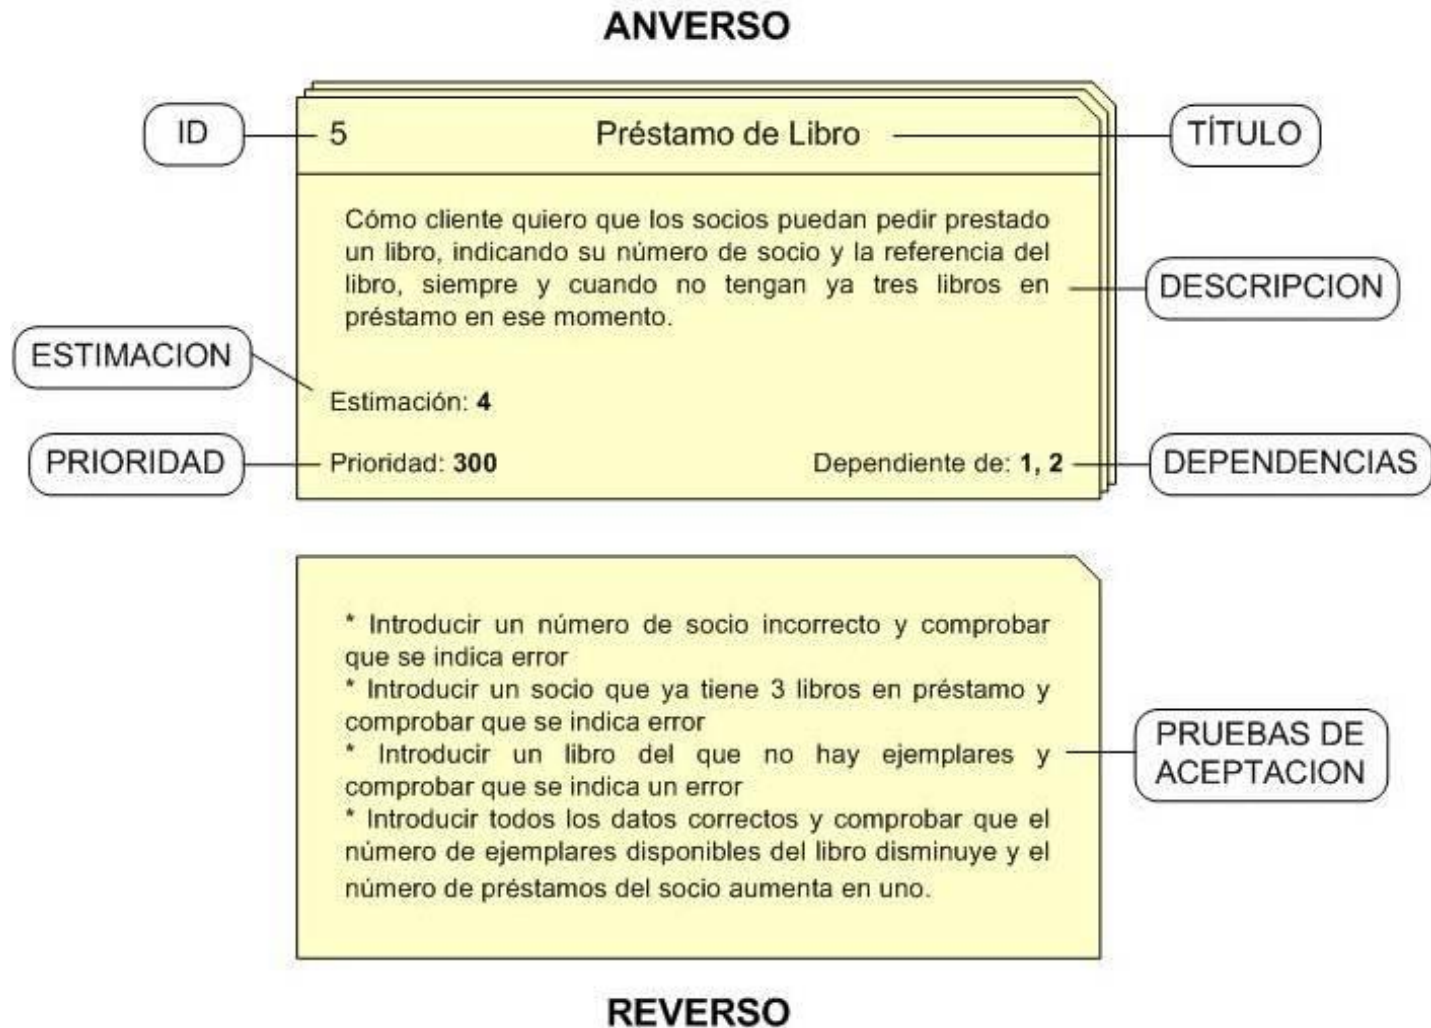 ANVERSO
ID
5
Préstamo de Libro
TÍTULO
Cómo cliente quiero que los socios puedan pedir prestado
un libro, indicando su número de socio y la referencia del
libro, siempre y cuando no tengan ya tres libros en
préstamo en ese momento.
DESCRIPCION
ESTIMACION
Estimación: 4
PRIORIDAD
Prioridad: 300
Dependiente de: 1, 2
DEPENDENCIAS
* Introducir un número de socio incorrecto y comprobar
que se indica error
* Introducir un socio que ya tiene 3 libros en préstamo y
comprobar que se indica error
* Introducir un libro del que no hay ejemplares y
comprobar que se indica un error
* Introducir todos los datos correctos y comprobar que el
número de ejemplares disponibles del libro disminuye y el
número de préstamos del socio aumenta en uno.
PRUEBAS DE
ACEPTACION
REVERSO